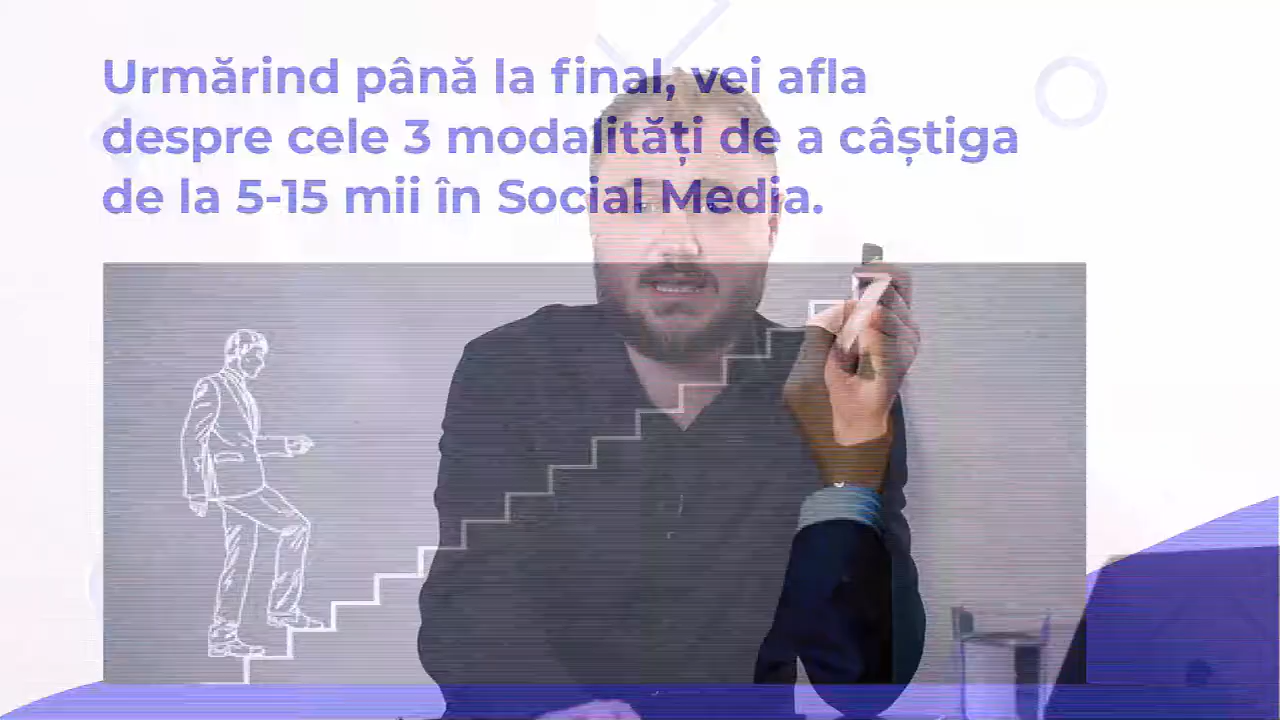 Urmărind până la final, vei afla
despre cele 3 modalități de a câștiga
de la 5-15 mii în Social Media.